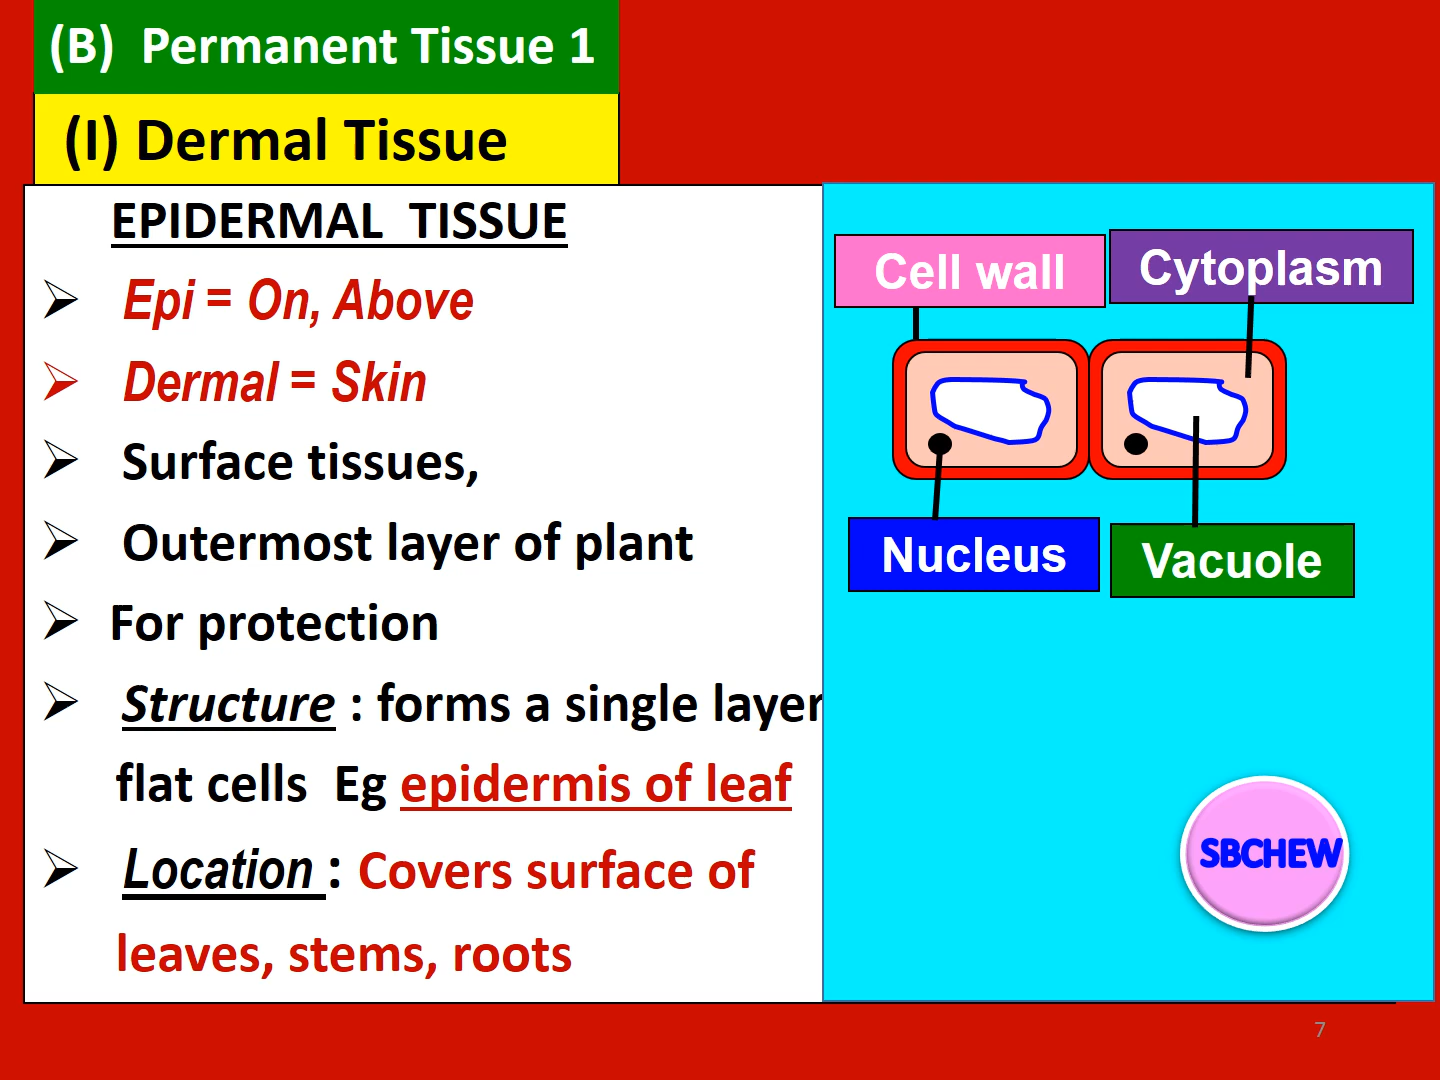 (B) Permanent Tissue 1
(I) Dermal Tissue
EPIDERMAL TISSUE
Epi = On, Above
Dermal = Skin
Surface tissues,
Outermost layer of plant
For protection
Structure : forms a single layer
flat cells Eg epidermis of leaf
Location : Covers surface of
leaves, stems, roots
Cell wall
Cytoplasm
Nucleus
Vacuole
SBCHEW
7